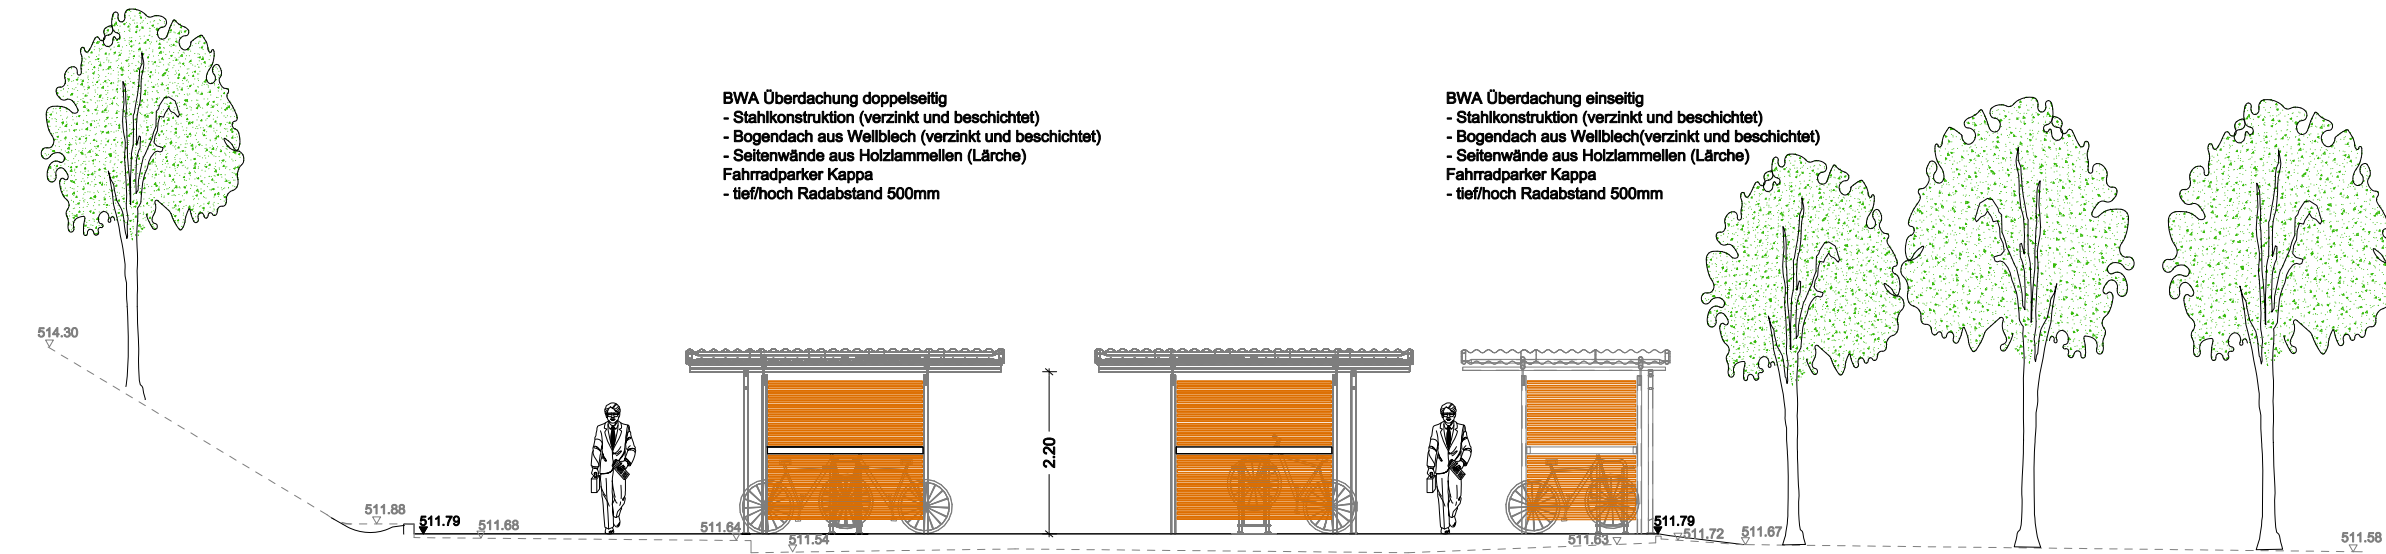 BWA Überdachung doppelseitig
- Stahlkonstruktion (verzinkt und beschichtet)
- Bogendach aus Wellblech (verzinkt und beschichtet)
- Seitenwände aus Holzlammellen (Lärche)
Fahrradparker Kappa
- tief/hoch Radabstand 500mm
BWA Überdachung einseitig
- Stahlkonstruktion (verzinkt und beschichtet)
- Bogendach aus Wellblech(verzinkt und beschichtet)
- Seitenwände aus Holzlammellen (Lärche)
Fahrradparker Kappa
- tief/hoch Radabstand 500mm
514.30
2.20
511.88
511.79
511.68
511.64
511.54
511.63
511.79
511.72
511.67
511.58